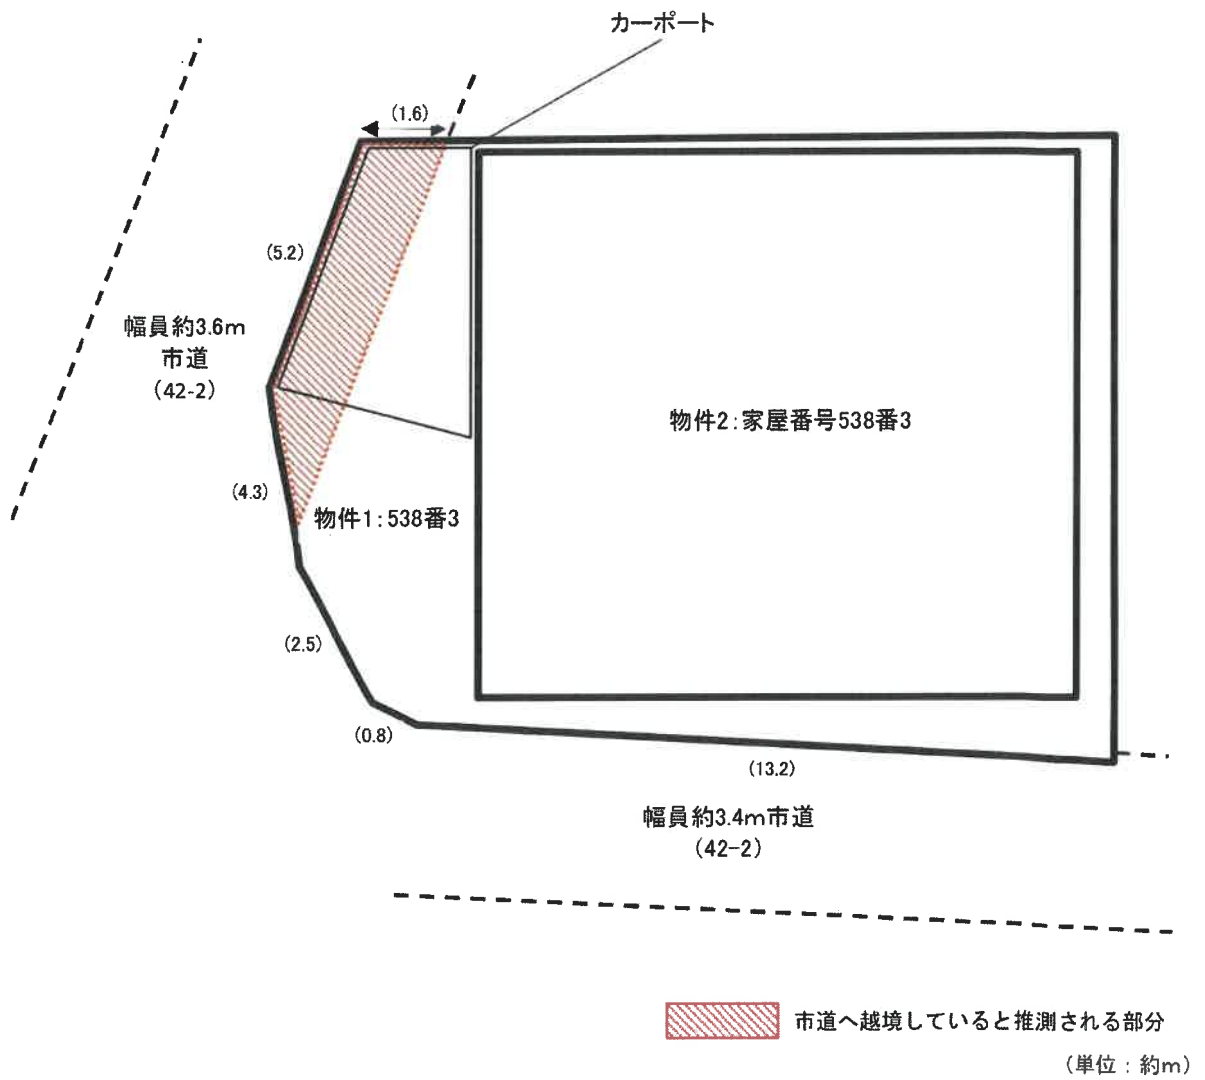 カーポート
(1.6)
(5.2)
幅員約3.6m
市道
(42-2)
物件2:家屋番号538番3
(4.3)
物件1:538番3
(2.5)
(0.8)
(13.2)
幅員約3.4m市道
(42-2)
市道へ越境していると推測される部分
(単位:約m)